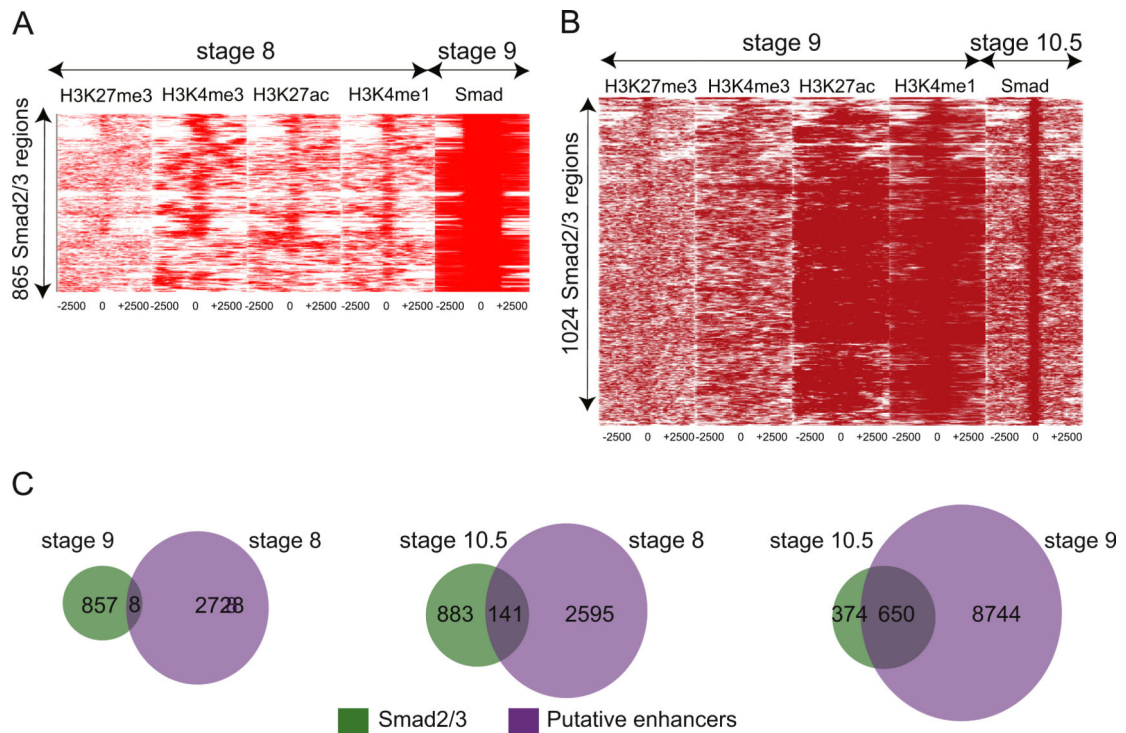 A
stage 8
stage 9
H3K27me3 H3K4me3 H3K27ac H3K4me1 Smad
865 Smad2/3 regions
-2500 0 +2500 -2500 0 +2500 -2500 0 +2500 -2500 0 +2500 -2500 0 +2500
B
stage 9
stage 10.5
H3K27me3 H3K4me3 H3K27ac H3K4me1 Smad
1024 Smad2/3 regions
-2500 0 +2500 -2500 0 +2500 -2500 0 +2500 -2500 0 +2500 -2500 0 +2500
C
stage 9
stage 8
857 8
stage 10.5
stage 8
883 141 2595
stage 10.5
stage 9
374 650 8744
Smad2/3
Putative enhancers